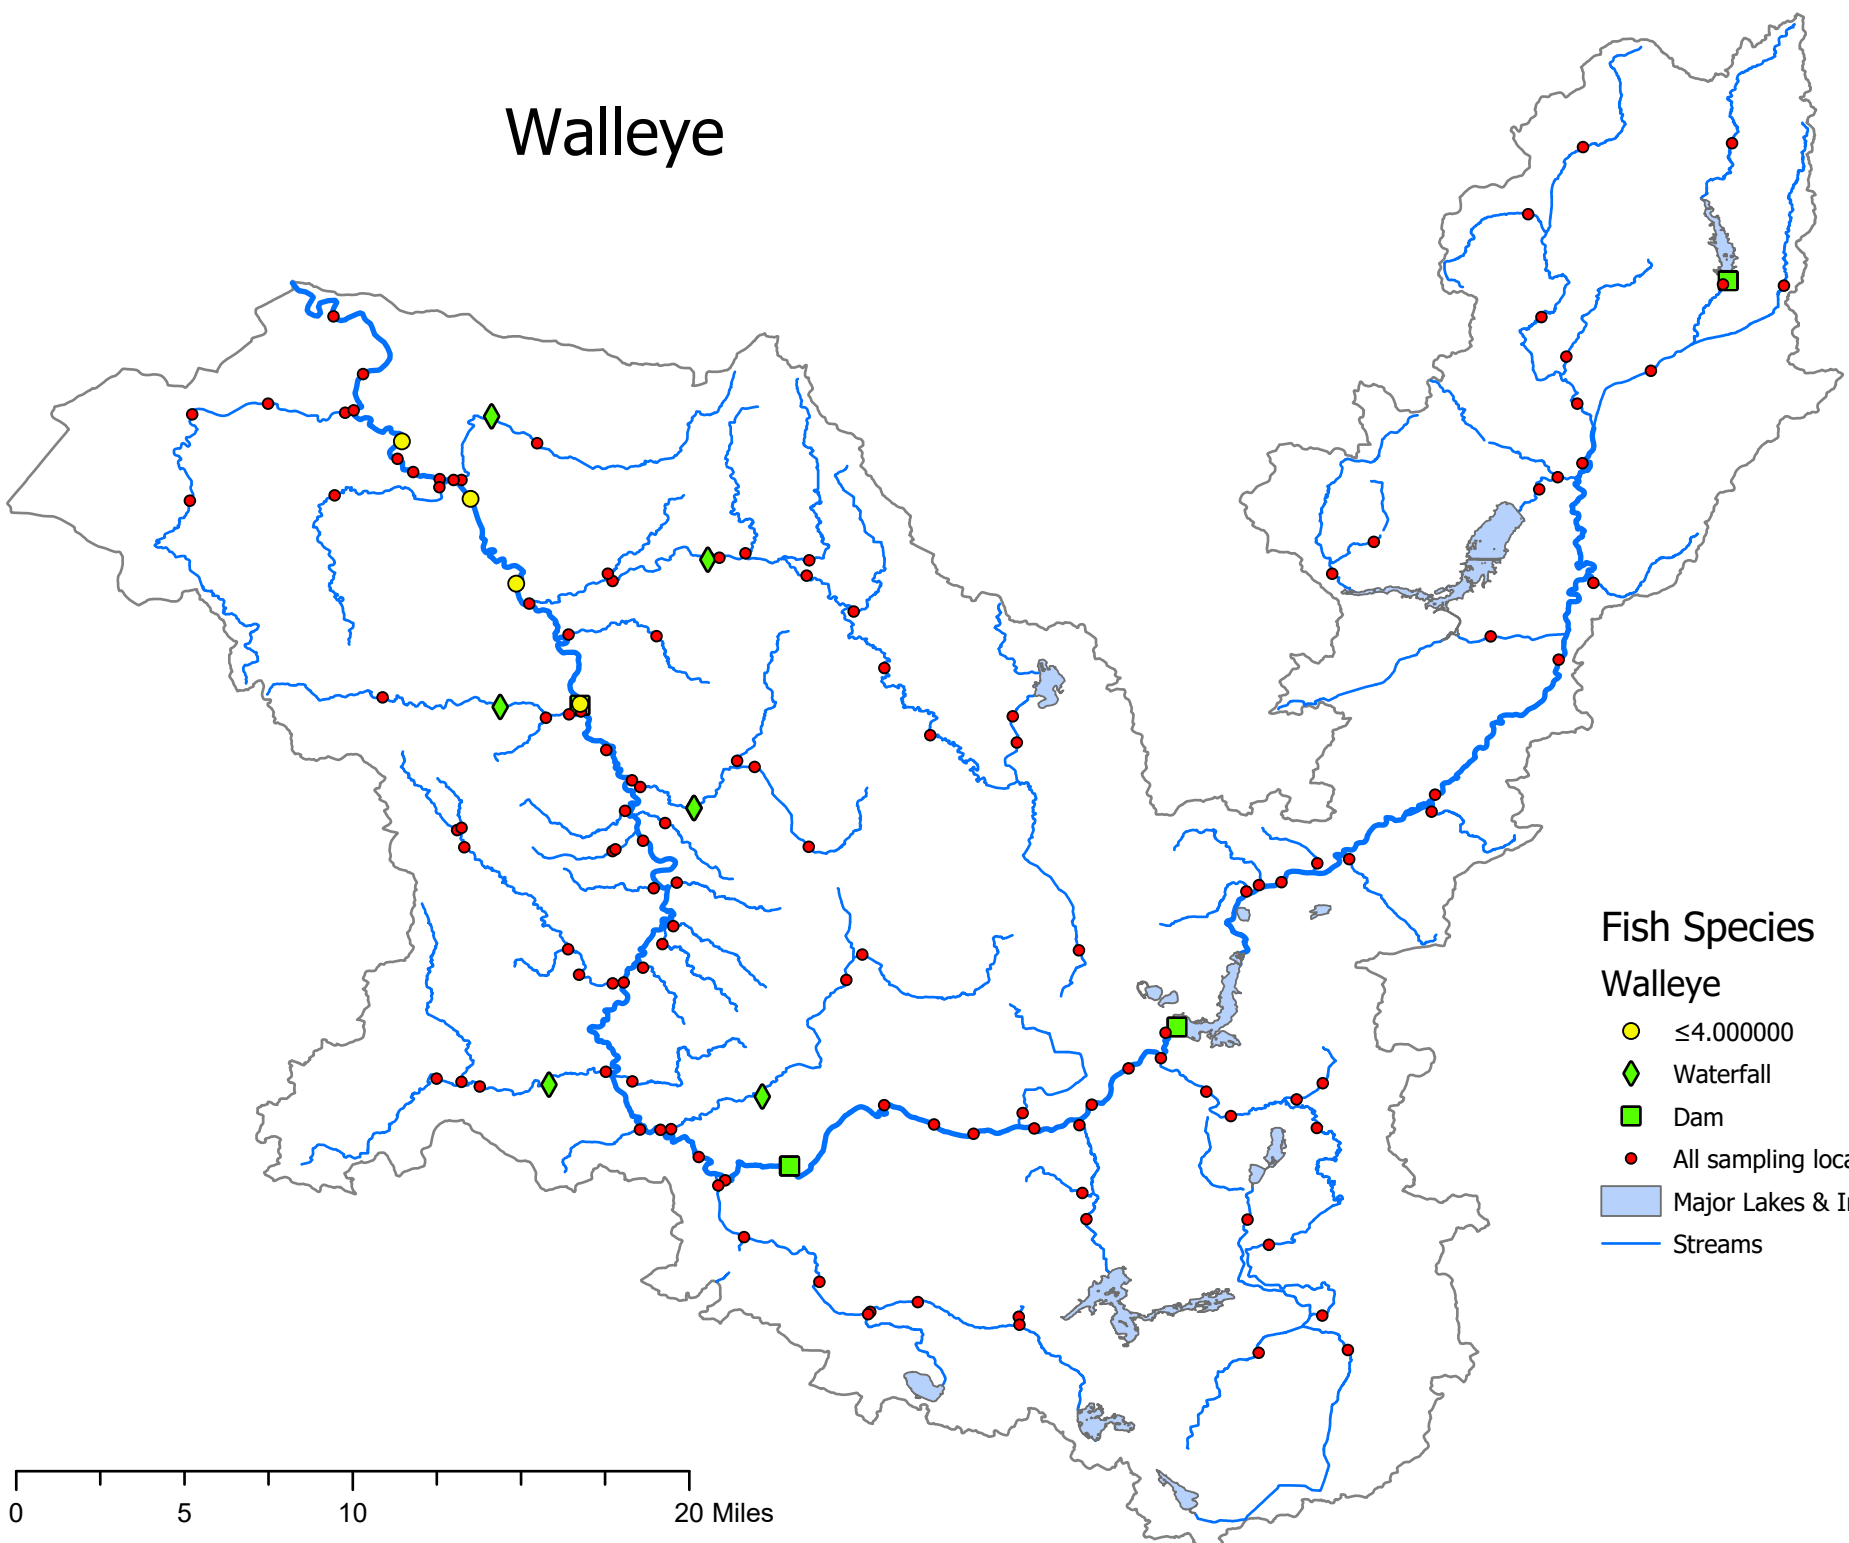 Walleye
Fish Species
Walleye
≤4.000000
Waterfall
Dam
All sampling loca
Major Lakes & I
Streams
0 5 10 20 Miles